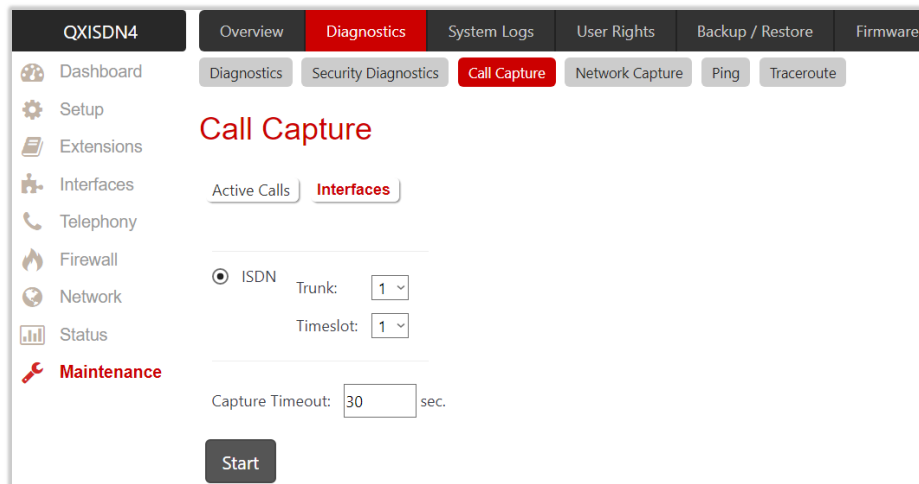 QXISDN4 Overview Diagnostics System Logs User Rights Backup / Restore Firmware
Dashboard
Setup
Extensions
Interfaces
Telephony
Firewall
Network
Status
Maintenance
Diagnostics Security Diagnostics Call Capture Network Capture Ping Traceroute
Call Capture
Active Calls Interfaces
ISDN
Trunk: 1
Timeslot: 1
Capture Timeout: 30 sec.
Start